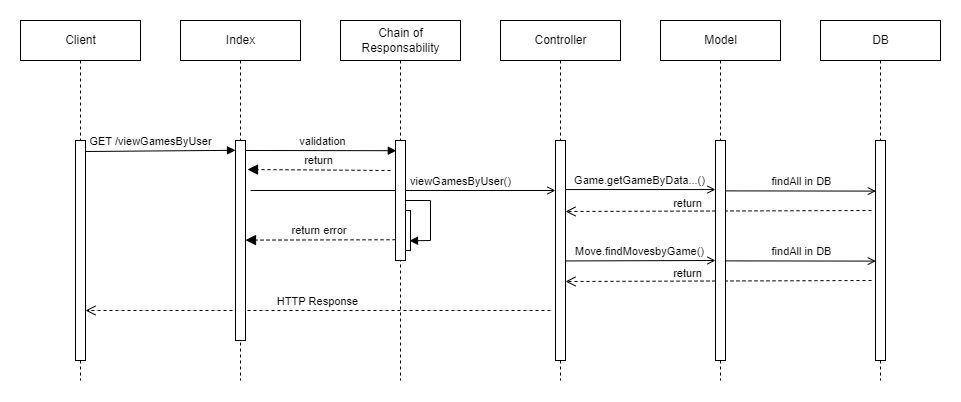 Client
Index
Chain of
Responsability
Controller
Model
DB
GET /viewGamesByUser
validation
return
viewGamesByUser()
Game.getGameByData...()
findAll in DB
return
return error
Move.findMovesbyGame()
findAll in DB
return
HTTP Response